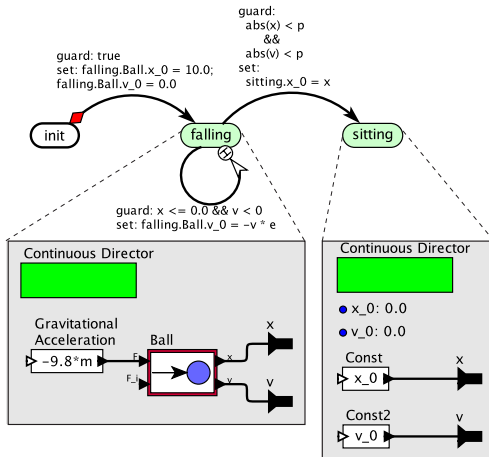 guard:
abs(x) < p
&&
abs(v) < p
set:
sitting.x_0 = x
guard: true
set: falling.Ball.x_0 = 10.0;
falling.Ball.v_0 = 0.0
init
falling
sitting
H
guard: x <= 0.0 && v < 0
set: falling.Ball.v_0 = -v * e
Continuous Director
Gravitational
Acceleration
-9.8*m
Ball
F
F_i
x
v
x
v
Continuous Director
x_0: 0.0
v_0: 0.0
Const
x_0
x
Const2
v_0
v